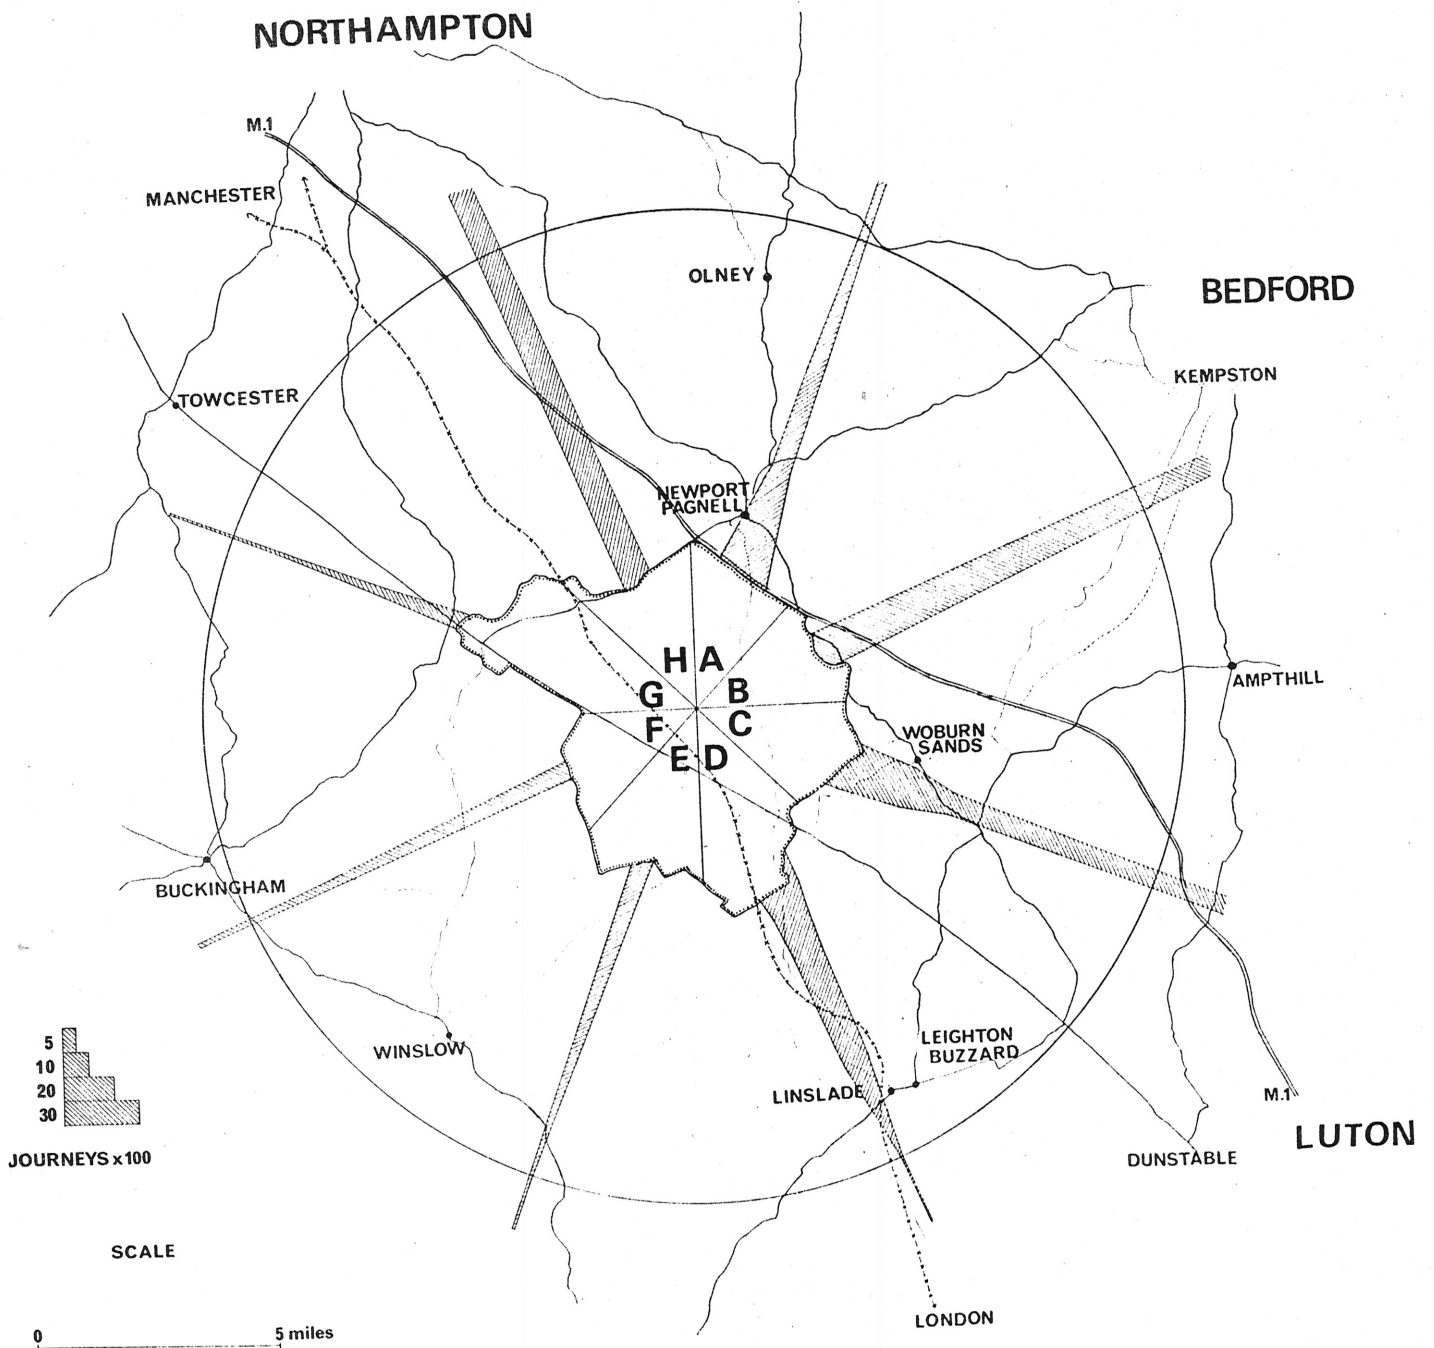 NORTHAMPTON
M.1
MANCHESTER
OLNEY
BEDFORD
KEMPSTON
TOWCESTER
NEWPORT
PAGNELL
H A
G B
F C
E D
AMPTHILL
WOBURN
SANDS
BUCKINGHAM
WINSLOW
LEIGHTON
BUZZARD
LINSLADE
M.1
LUTON
DUNSTABLE
5
10
20
30
JOURNEYS x100
SCALE
LONDON
0 5 miles